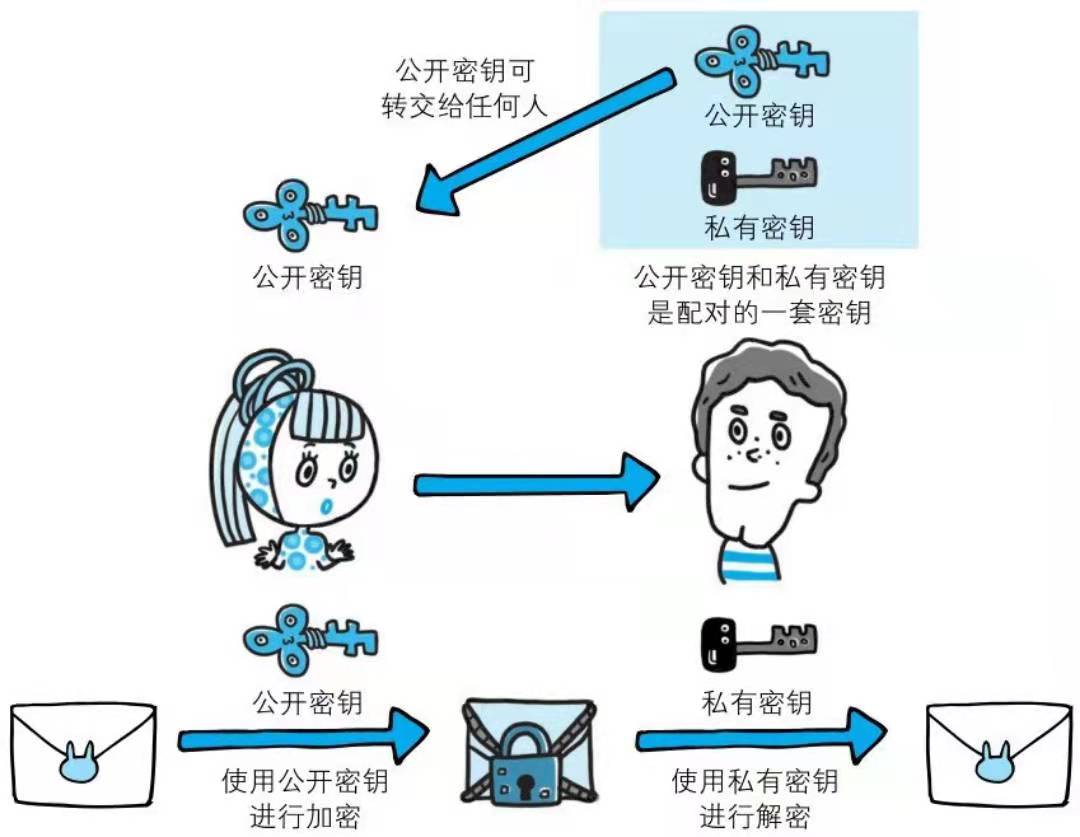 公开密钥可
转交给任何人
公开密钥
私有密钥
公开密钥
公开密钥和私有密钥
是配对的一套密钥
公开密钥
私有密钥
使用公开密钥
进行加密
使用私有密钥
进行解密